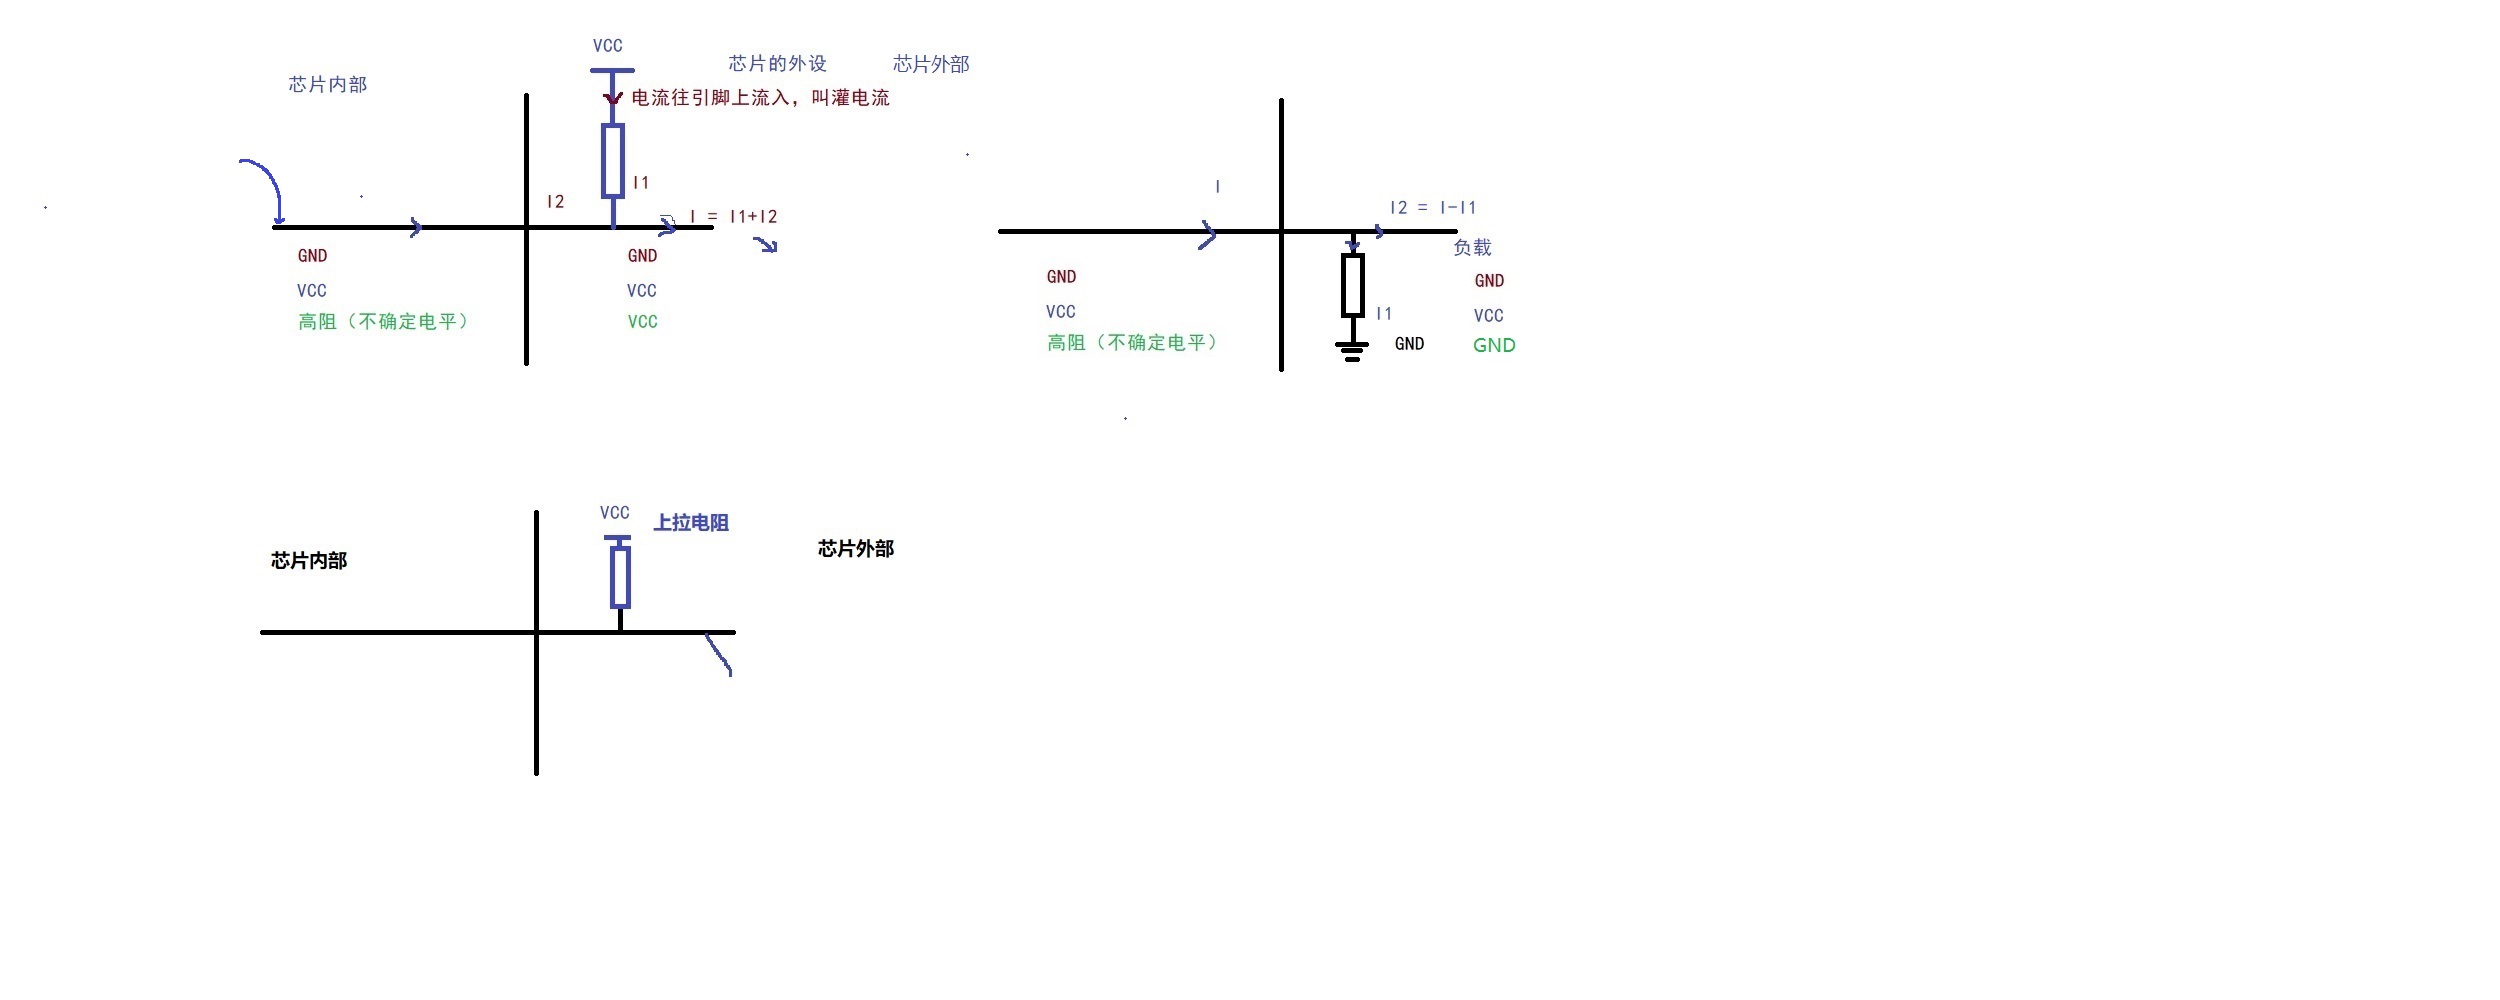 VCC
芯片内部
芯片的外设
芯片外部
电流往引脚上流入，叫灌电流
I1
I2
I = I1+I2
GND
GND
VCC
VCC
高阻（不确定电平）
VCC
I
I2 = I-I1
负载
GND
GND
VCC
VCC
高阻（不确定电平）
I1
GND
GND
VCC
上拉电阻
芯片内部
芯片外部